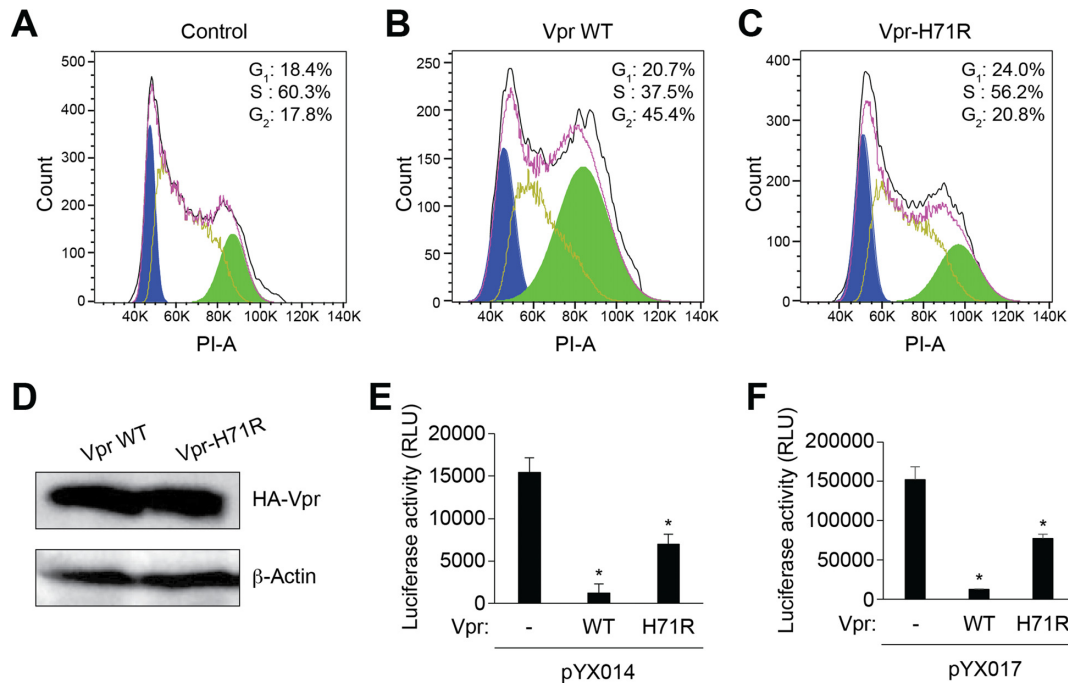 A
Control
500
400
300
200
100
0
Count
40K 60K 80K 100K 120K 140K
PI-A
G1: 18.4%
S : 60.3%
G2: 17.8%
B
Vpr WT
250
200
150
100
50
0
Count
40K 60K 80K 100K 120K 140K
PI-A
G1: 20.7%
S : 37.5%
G2: 45.4%
C
Vpr-H71R
400
300
200
100
0
Count
40K 60K 80K 100K 120K 140K
PI-A
G1: 24.0%
S : 56.2%
G2: 20.8%
D
Vpr WT
Vpr-H71R
HA-Vpr
β-Actin
E
Luciferase activity (RLU)
20000
15000
10000
5000
0
*
*
Vpr: - WT H71R
pYX014
F
Luciferase activity (RLU)
200000
150000
100000
50000
0
*
*
Vpr: - WT H71R
pYX017